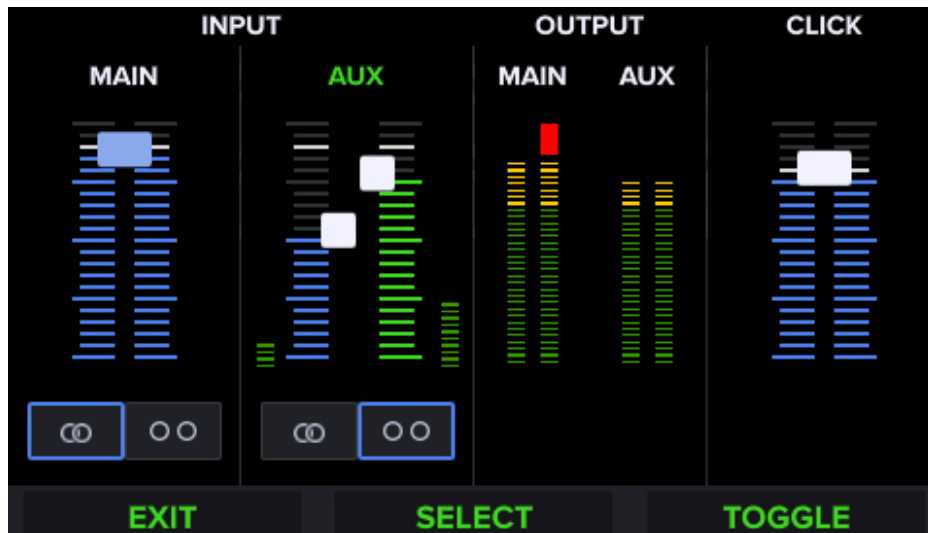 INPUT OUTPUT CLICK
MAIN AUX MAIN AUX
EXIT SELECT TOGGLE